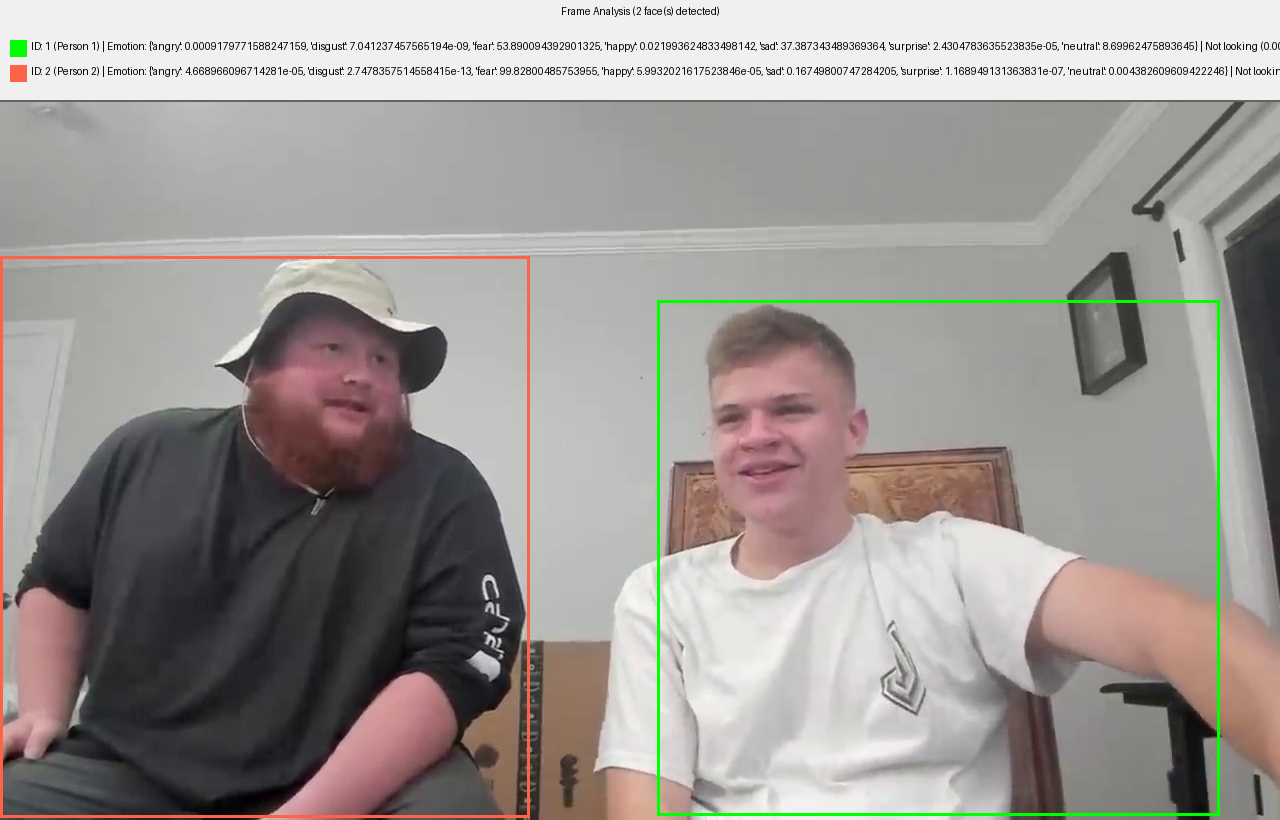 Frame Analysis (2 face(s) detected)
ID: 1 (Person 1) | Emotion: {'angry': 0.0009179771588247159, 'disgust': 7.041237457565194e-09, 'fear': 53.890094392901325, 'happy': 0.021993624833498142, 'sad': 37.387343489369364, 'surprise': 2.4304783635523835e-05, 'neutral': 8.69962475893645} | Not looking (0.00
ID: 2 (Person 2) | Emotion: {'angry': 4.668966096714281e-05, 'disgust': 2.7478357514558415e-13, 'fear': 99.82800485753955, 'happy': 5.9932021617523846e-05, 'sad': 0.16749800747284205, 'surprise': 1.168949131363831e-07, 'neutral': 0.004382609609422246} | Not lookin